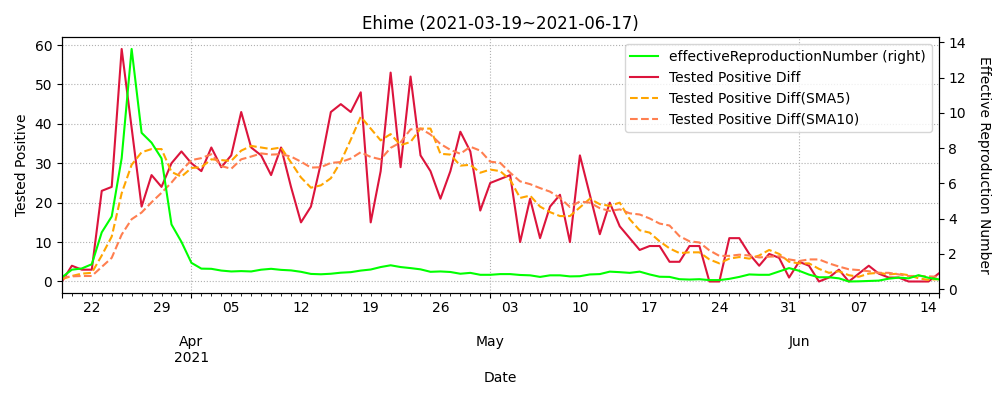 Ehime (2021-03-19~2021-06-17)
effectiveReproductionNumber (right)
Tested Positive Diff
Tested Positive Diff(SMA5)
Tested Positive Diff(SMA10)
Tested Positive
60
50
40
30
20
10
0
Effective Reproduction Number
14
12
10
8
6
4
2
0
22 29 05 12 19 26 03 10 17 24 31 07 14
Apr May Jun
2021
Date